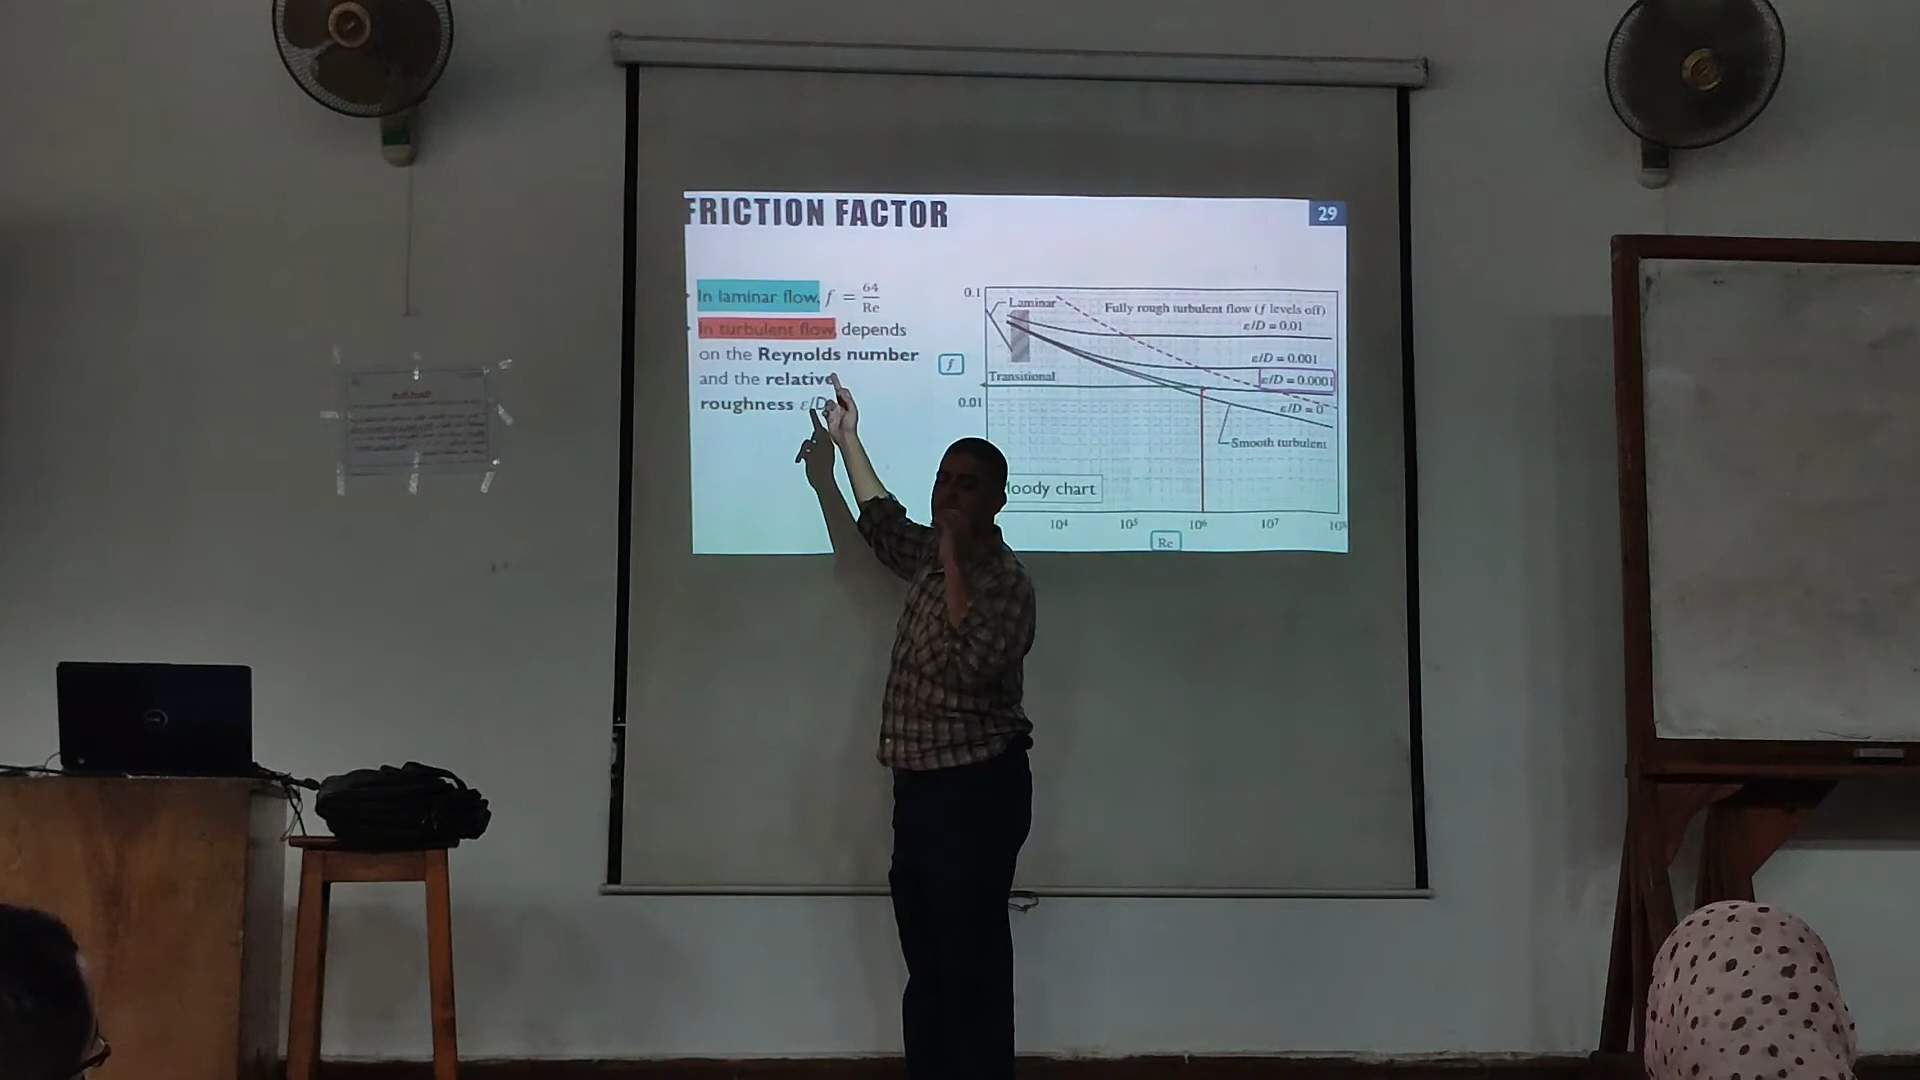 FRICTION FACTOR
29
In laminar flow, f = 64/Re
In turbulent flow, depends
on the Reynolds number
and the relative
roughness ε/D
0.1
Laminar
Fully rough turbulent flow (f levels off)
ε/D = 0.01
ε/D = 0.001
f
Transitional
ε/D = 0.0001
0.01
ε/D = 0
Smooth turbulent
oody chart
10⁴ 10⁵ 10⁶ 10⁷ 10⁸
Re